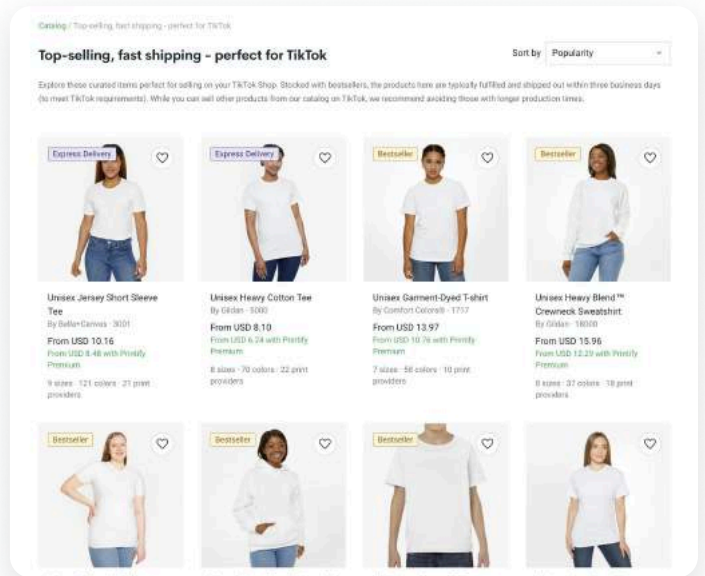 Catalog / Top-selling, fast shipping - perfect for TikTok
Top-selling, fast shipping - perfect for TikTok
Sort by Popularity
Explore these curated items perfect for selling on your TikTok Shop. Stocked with bestsellers, the products here are typically fulfilled and shipped out within three business days
(to meet TikTok requirements). While you can sell other products from our catalog on TikTok, we recommend avoiding those with longer production times.
Express Delivery
Express Delivery
Bestseller
Bestseller
Unisex Jersey Short Sleeve
Tee
By Bella+Canvas · 3001
From USD 10.16
From USD 8.48 with Printify
Premium
9 sizes · 121 colors · 21 print
providers
Unisex Heavy Cotton Tee
By Gildan · 5000
From USD 8.10
From USD 6.24 with Printify
Premium
8 sizes · 70 colors · 22 print
providers
Unisex Garment-Dyed T-shirt
By Comfort Colors® · 1717
From USD 13.97
From USD 10.76 with Printify
Premium
7 sizes · 58 colors · 10 print
providers
Unisex Heavy Blend™
Crewneck Sweatshirt
By Gildan · 18000
From USD 15.96
From USD 12.29 with Printify
Premium
8 sizes · 37 colors · 18 print
providers
Bestseller
Bestseller
Bestseller